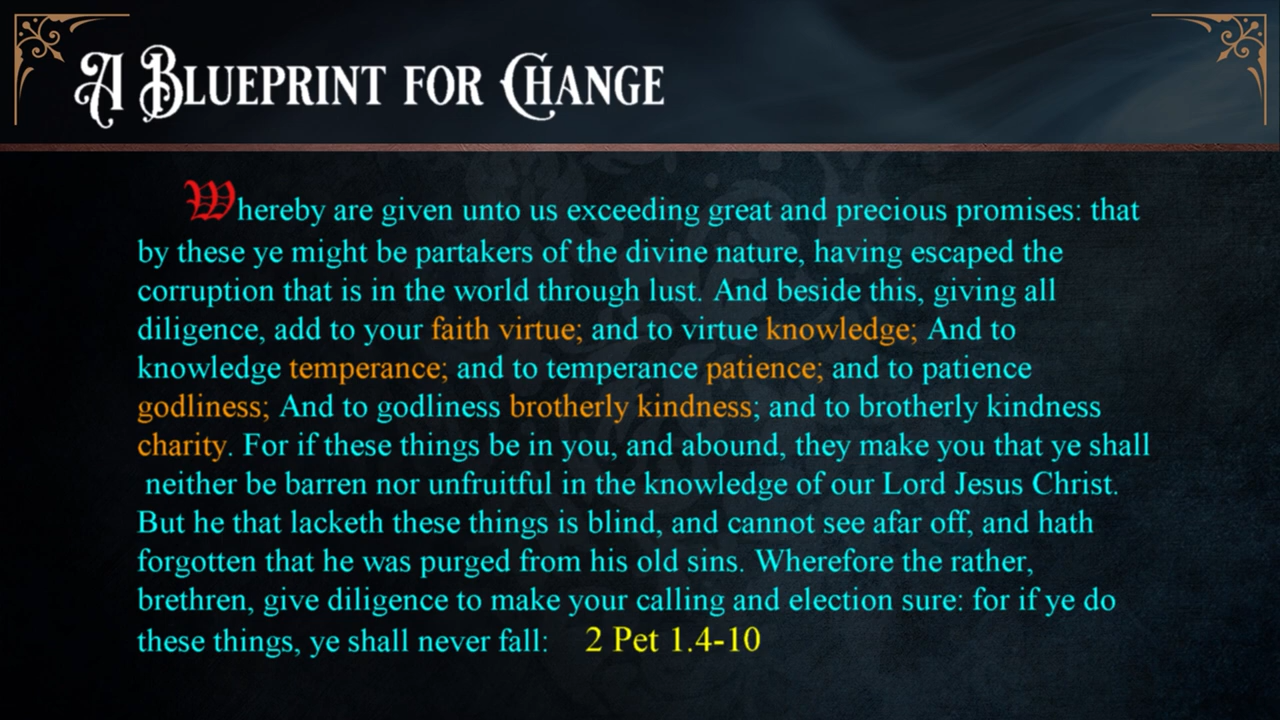 A Blueprint for Change
Whereby are given unto us exceeding great and precious promises: that
by these ye might be partakers of the divine nature, having escaped the
corruption that is in the world through lust. And beside this, giving all
diligence, add to your faith virtue; and to virtue knowledge; And to
knowledge temperance; and to temperance patience; and to patience
godliness; And to godliness brotherly kindness; and to brotherly kindness
charity. For if these things be in you, and abound, they make you that ye shall
neither be barren nor unfruitful in the knowledge of our Lord Jesus Christ.
But he that lacketh these things is blind, and cannot see afar off, and hath
forgotten that he was purged from his old sins. Wherefore the rather,
brethren, give diligence to make your calling and election sure: for if ye do
these things, ye shall never fall: 2 Pet 1.4-10